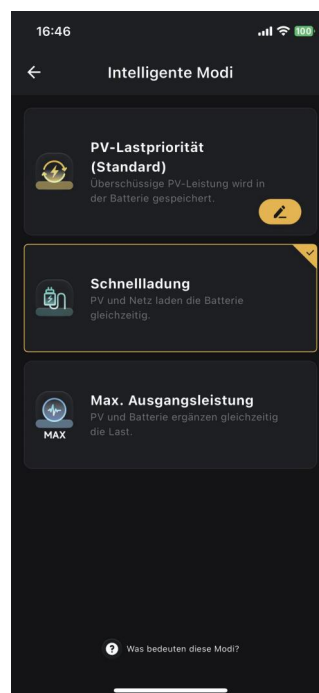 16:46
100
Intelligente Modi
PV-Lastpriorität
(Standard)
Überschüssige PV-Leistung wird in
der Batterie gespeichert.
Schnellladung
PV und Netz laden die Batterie
gleichzeitig.
Max. Ausgangsleistung
PV und Batterie ergänzen gleichzeitig
die Last.
MAX
? Was bedeuten diese Modi?